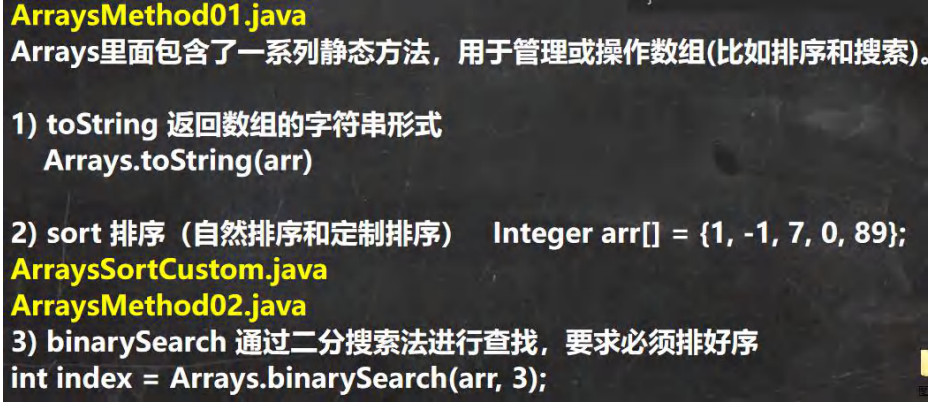 ArraysMethod01.java
Arrays里面包含了一系列静态方法，用于管理或操作数组(比如排序和搜索)。
1) toString 返回数组的字符串形式
Arrays.toString(arr)
2) sort 排序（自然排序和定制排序） Integer arr[] = {1, -1, 7, 0, 89};
ArraysSortCustom.java
ArraysMethod02.java
3) binarySearch 通过二分搜索法进行查找，要求必须排好序
int index = Arrays.binarySearch(arr, 3);